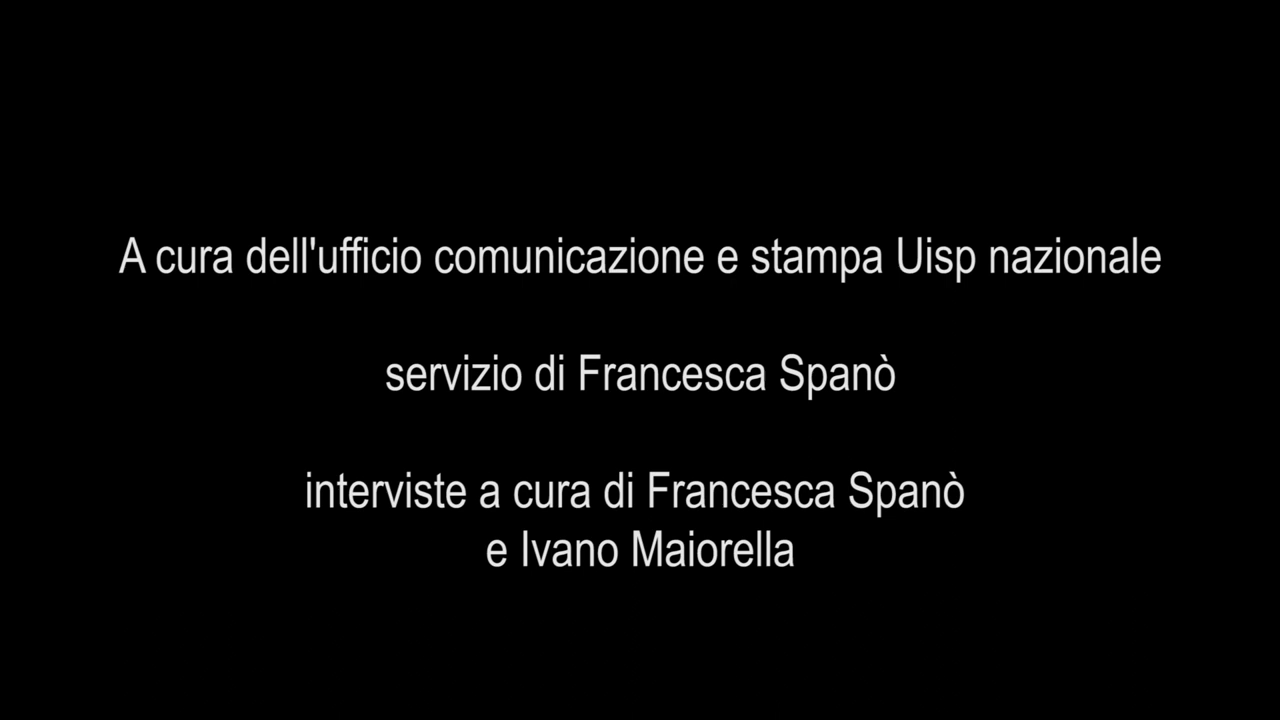 A cura dell'ufficio comunicazione e stampa Uisp nazionale
servizio di Francesca Spanò
interviste a cura di Francesca Spanò
e Ivano Maiorella